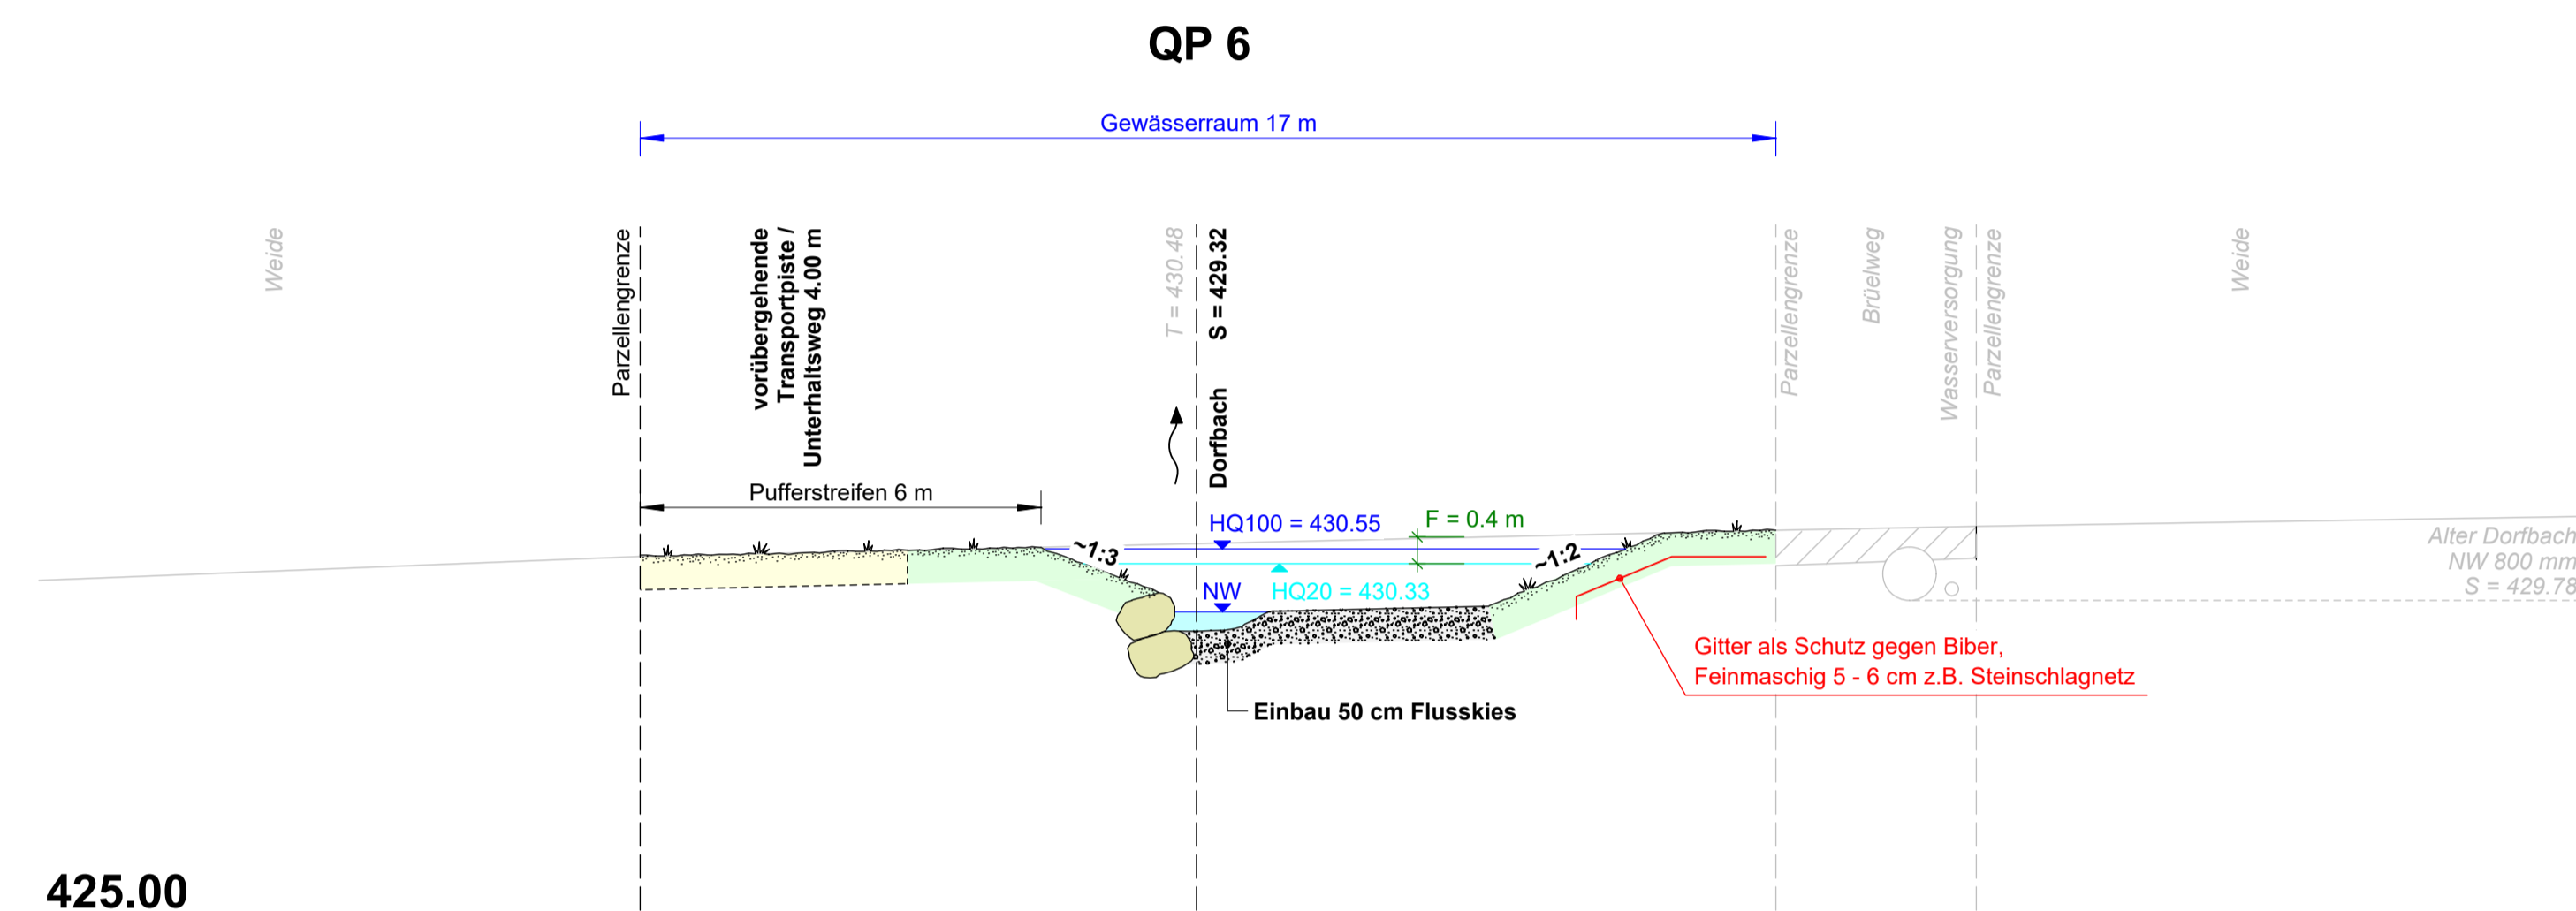 QP 6
Gewässerraum 17 m
Weide
Parzellengrenze
vorübergehende
Transportpiste /
Unterhaltsweg 4.00 m
T = 430.48
Dorfbach S = 429.32
Parzellengrenze
Brüelweg
Wasserversorgung
Parzellengrenze
Weide
Pufferstreifen 6 m
HQ100 = 430.55
F = 0.4 m
~1:3
~1:2
NW
HQ20 = 430.33
Alter Dorfbach
NW 800 mm
S = 429.78
Gitter als Schutz gegen Biber,
Feinmaschig 5 - 6 cm z.B. Steinschlagnetz
Einbau 50 cm Flusskies
425.00